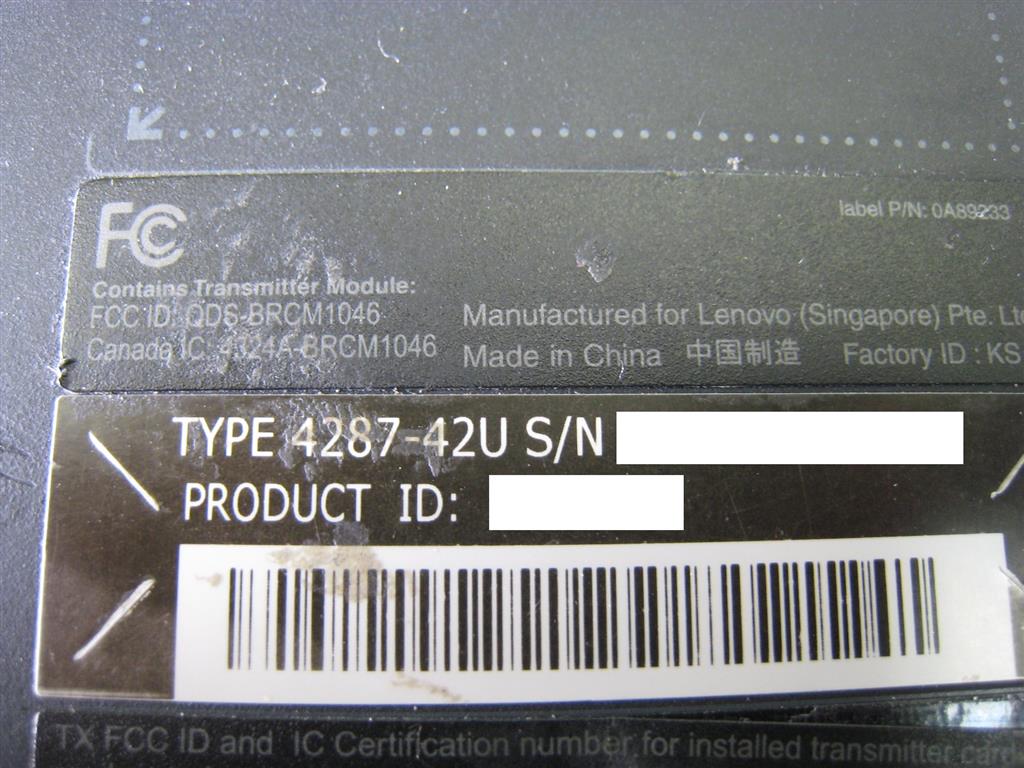 label P/N: 0A89233
FCC
Contains Transmitter Module:
FCC ID: QDS-BRCM1046
Canada IC: 4324A-BRCM1046
Manufactured for Lenovo (Singapore) Pte. Ltd
Made in China 中国制造 Factory ID : KS
TYPE 4287-42U S/N
PRODUCT ID:
TX FCC ID and IC Certification number for installed transmitter card